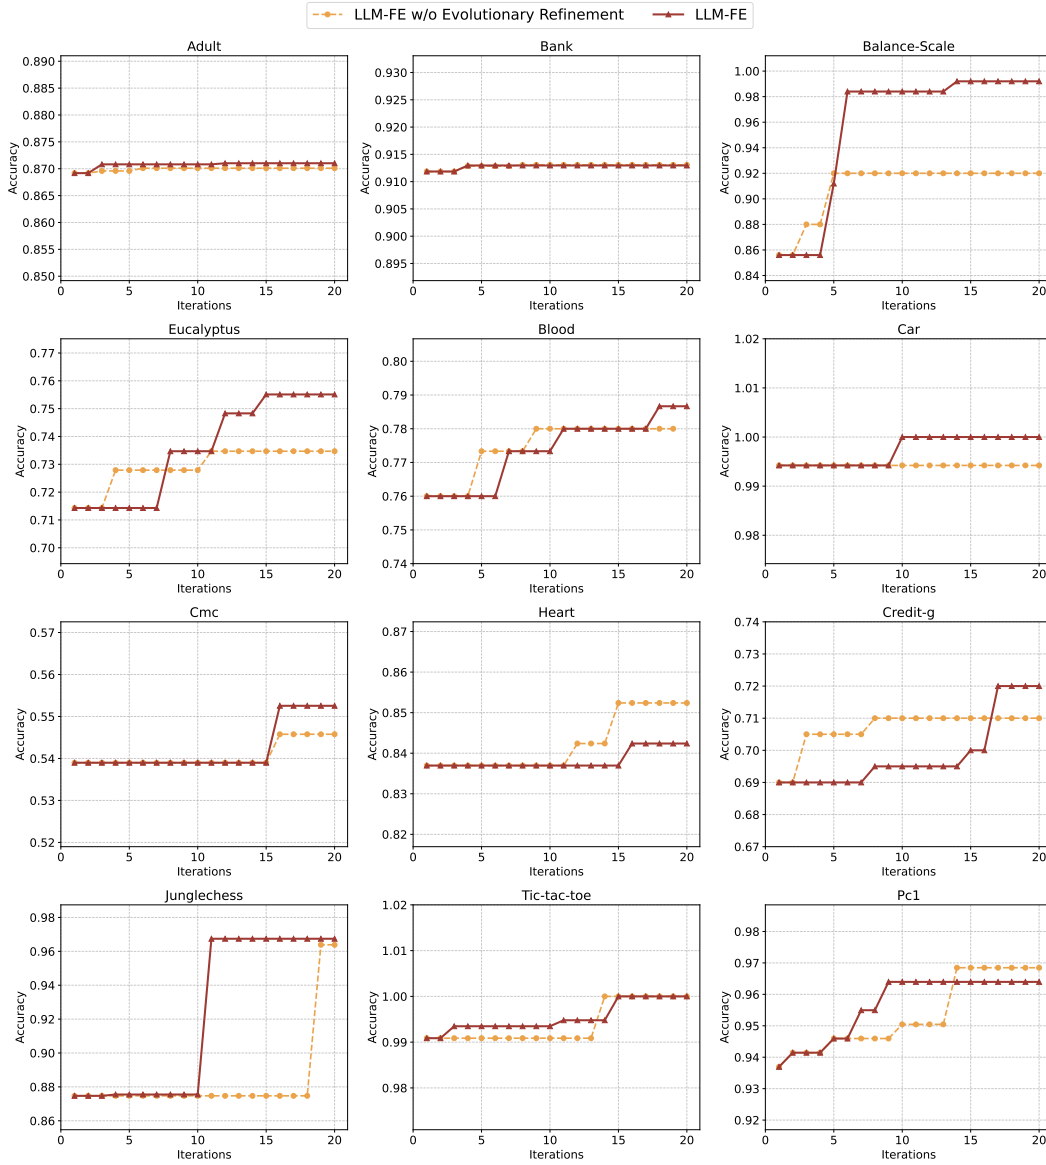 LLM-FE w/o Evolutionary Refinement LLM-FE
Adult Bank Balance-Scale
0.890
0.885
0.880
0.875
0.870
0.865
0.860
0.855
0.850
Accuracy
0 5 10 15 20
Iterations
0.930
0.925
0.920
0.915
0.910
0.905
0.900
0.895
Accuracy
0 5 10 15 20
Iterations
1.00
0.98
0.96
0.94
0.92
0.90
0.88
0.86
0.84
Accuracy
0 5 10 15 20
Iterations
Eucalyptus Blood Car
0.77
0.76
0.75
0.74
0.73
0.72
0.71
0.70
Accuracy
0 5 10 15 20
Iterations
0.80
0.79
0.78
0.77
0.76
0.75
0.74
Accuracy
0 5 10 15 20
Iterations
1.02
1.01
1.00
0.99
0.98
Accuracy
0 5 10 15 20
Iterations
Cmc Heart Credit-g
0.57
0.56
0.55
0.54
0.53
0.52
Accuracy
0 5 10 15 20
Iterations
0.87
0.86
0.85
0.84
0.83
0.82
Accuracy
0 5 10 15 20
Iterations
0.74
0.73
0.72
0.71
0.70
0.69
0.68
0.67
Accuracy
0 5 10 15 20
Iterations
Junglechess Tic-tac-toe Pc1
0.98
0.96
0.94
0.92
0.90
0.88
0.86
Accuracy
0 5 10 15 20
Iterations
1.02
1.01
1.00
0.99
0.98
Accuracy
0 5 10 15 20
Iterations
0.98
0.97
0.96
0.95
0.94
0.93
0.92
Accuracy
0 5 10 15 20
Iterations